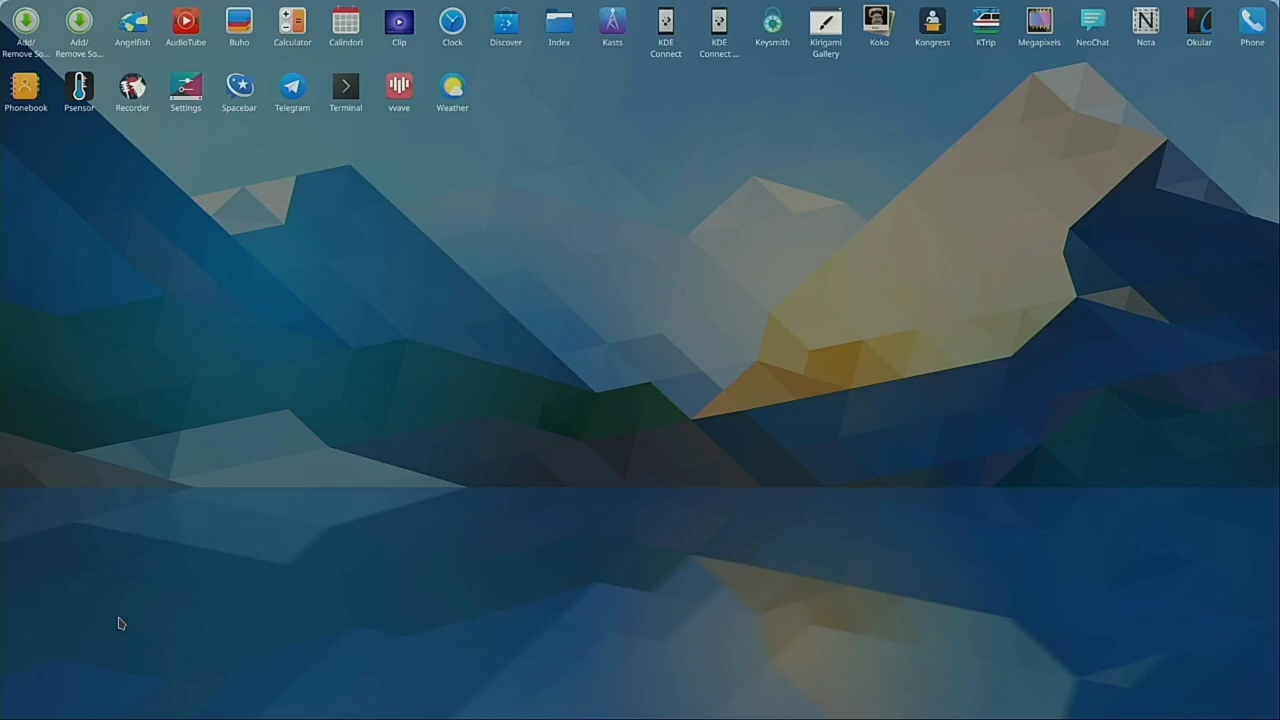 Add/
Remove So...
Add/
Remove So...
Angelfish
AudioTube
Buho
Calculator
Calindori
Clip
Clock
Discover
Index
Kasts
KDE
Connect
KDE
Connect ...
Keysmith
Kirigami
Gallery
Koko
Kongress
KTrip
Megapixels
NeoChat
Nota
Okular
Phone
Phonebook
Psensor
Recorder
Settings
Spacebar
Telegram
Terminal
vvave
Weather